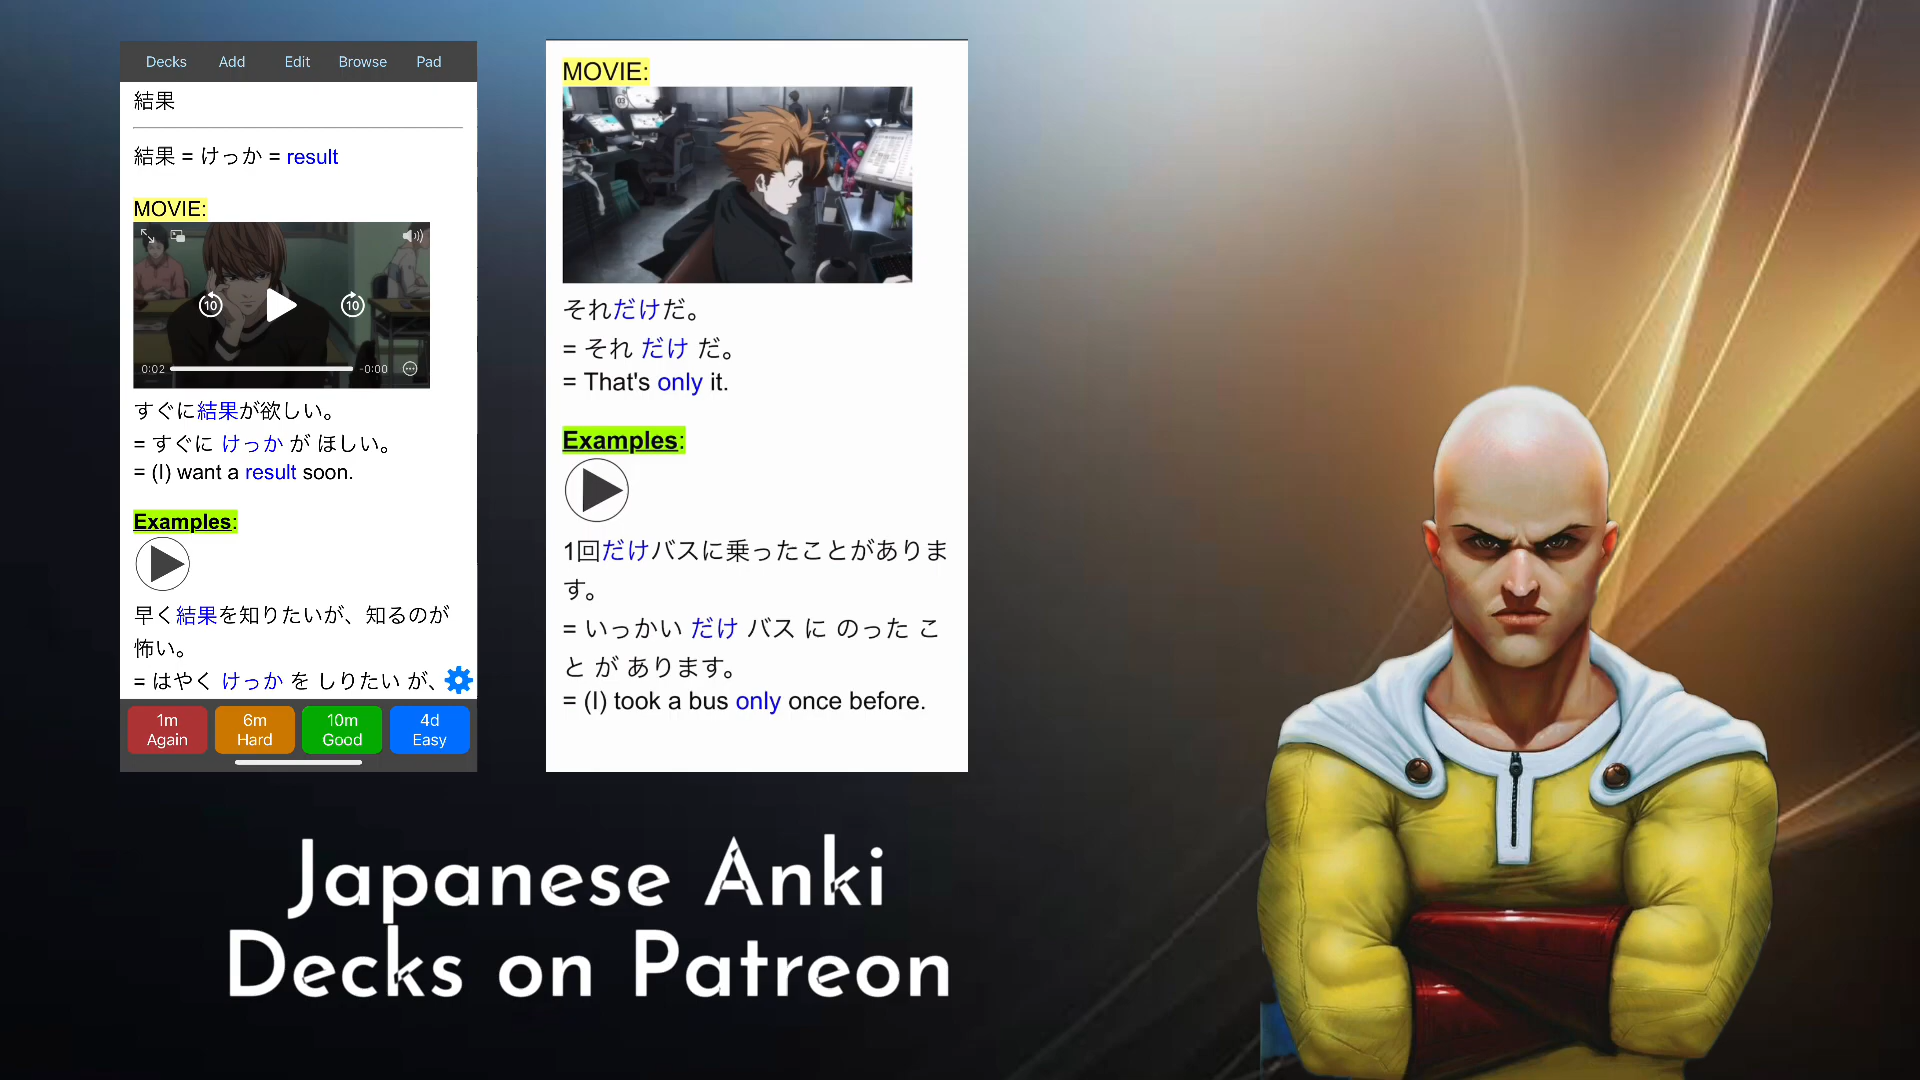 Decks Add Edit Browse Pad
結果
結果 = けっか = result
MOVIE:
10 10
0:02 -0:00
すぐに結果が欲しい。
= すぐに けっか が ほしい。
= (I) want a result soon.
Examples:
早く結果を知りたいが、知るのが
怖い。
= はやく けっか を しりたい が、
1m 6m 10m 4d
Again Hard Good Easy
MOVIE:
03
それだけだ。
= それ だけ だ。
= That's only it.
Examples:
1回だけバスに乗ったことがありま
す。
= いっかい だけ バス に のった こ
と が あります。
= (I) took a bus only once before.
Japanese Anki
Decks on Patreon